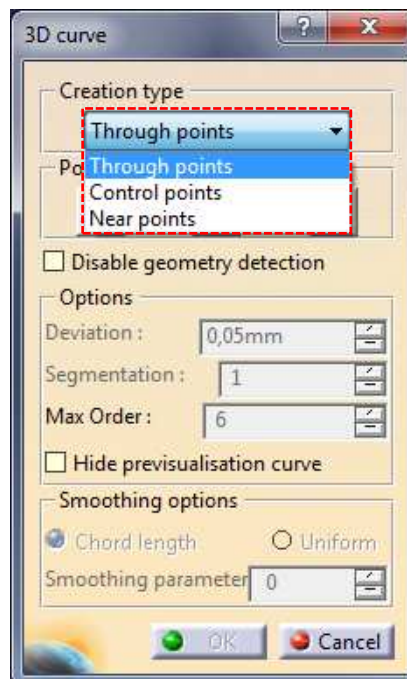 3D curve
?
X
Creation type
Through points
Po
Through points
Control points
Near points
Disable geometry detection
Options
Deviation :
0,05mm
Segmentation :
1
Max Order :
6
Hide previsualisation curve
Smoothing options
Chord length
Uniform
Smoothing parameter
0
OK
Cancel